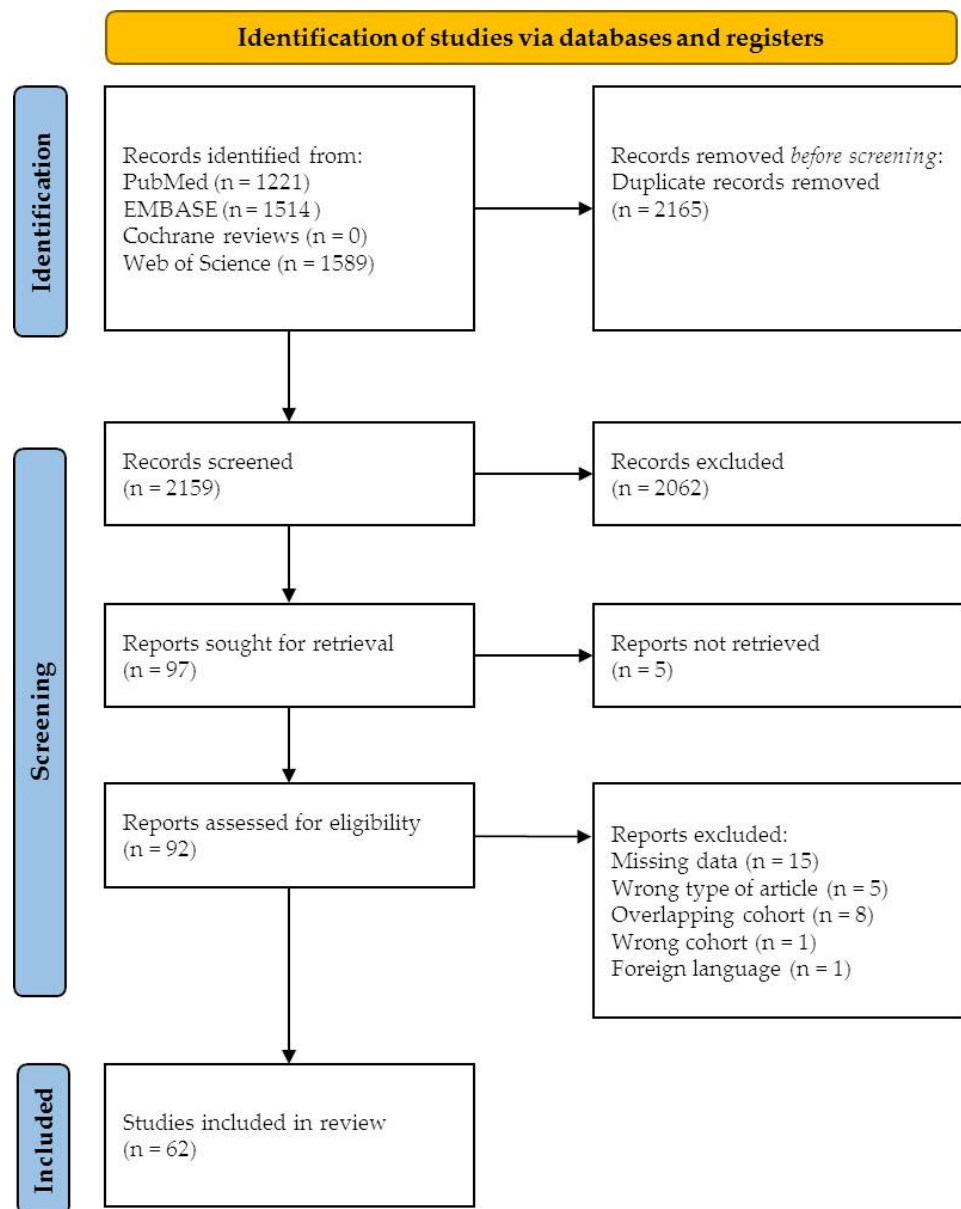 Identification of studies via databases and registers
Identification
Records identified from:
PubMed (n = 1221)
EMBASE (n = 1514)
Cochrane reviews (n = 0)
Web of Science (n = 1589)
Records removed before screening:
Duplicate records removed
(n = 2165)
Screening
Records screened
(n = 2159)
Records excluded
(n = 2062)
Reports sought for retrieval
(n = 97)
Reports not retrieved
(n = 5)
Reports assessed for eligibility
(n = 92)
Reports excluded:
Missing data (n = 15)
Wrong type of article (n = 5)
Overlapping cohort (n = 8)
Wrong cohort (n = 1)
Foreign language (n = 1)
Included
Studies included in review
(n = 62)